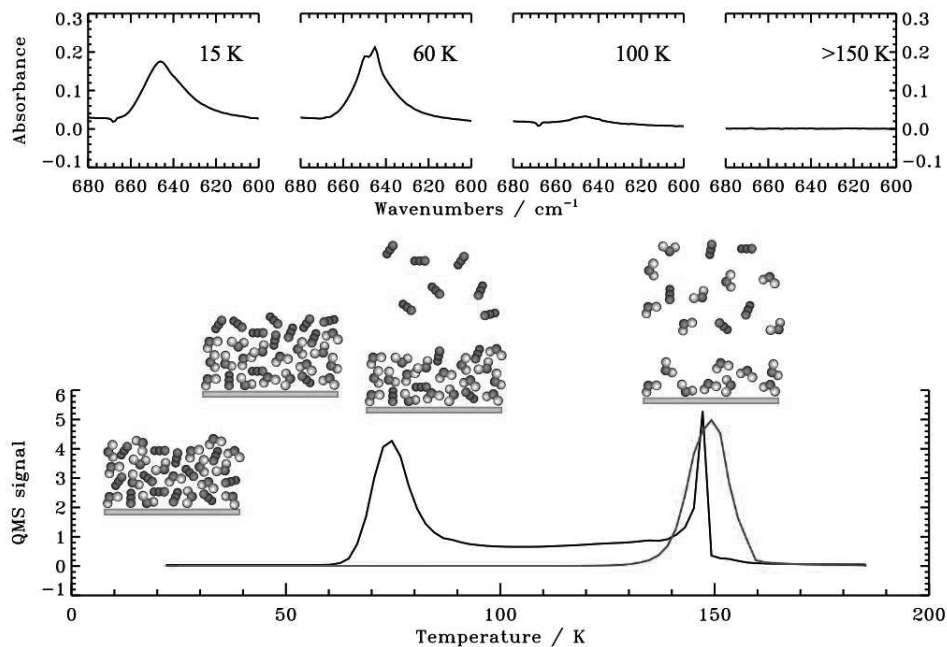 0.3
0.2
0.1
0.0
−0.1
Absorbance
15 K
60 K
100 K
>150 K
0.3
0.2
0.1
0.0
−0.1
680 660 640 620 600
680 660 640 620 600
680 660 640 620 600
680 660 640 620 600
Wavenumbers / cm⁻¹
6
5
4
3
2
1
0
−1
QMS signal
0 50 100 150 200
Temperature / K